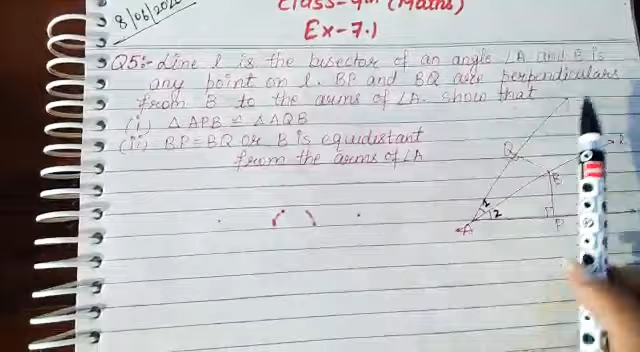 8/06/202
Class-9th (Maths)
Ex-7.1
Q5:- Line l is the bisector of an angle ∠A and B is
any point on l. BP and BQ are perpendiculars
from B to the arms of ∠A. show that
(i) △APB ≅ △AQB
(ii) BP=BQ or B is equidistant
from the arms of ∠A
Q
B
1
2
A
P